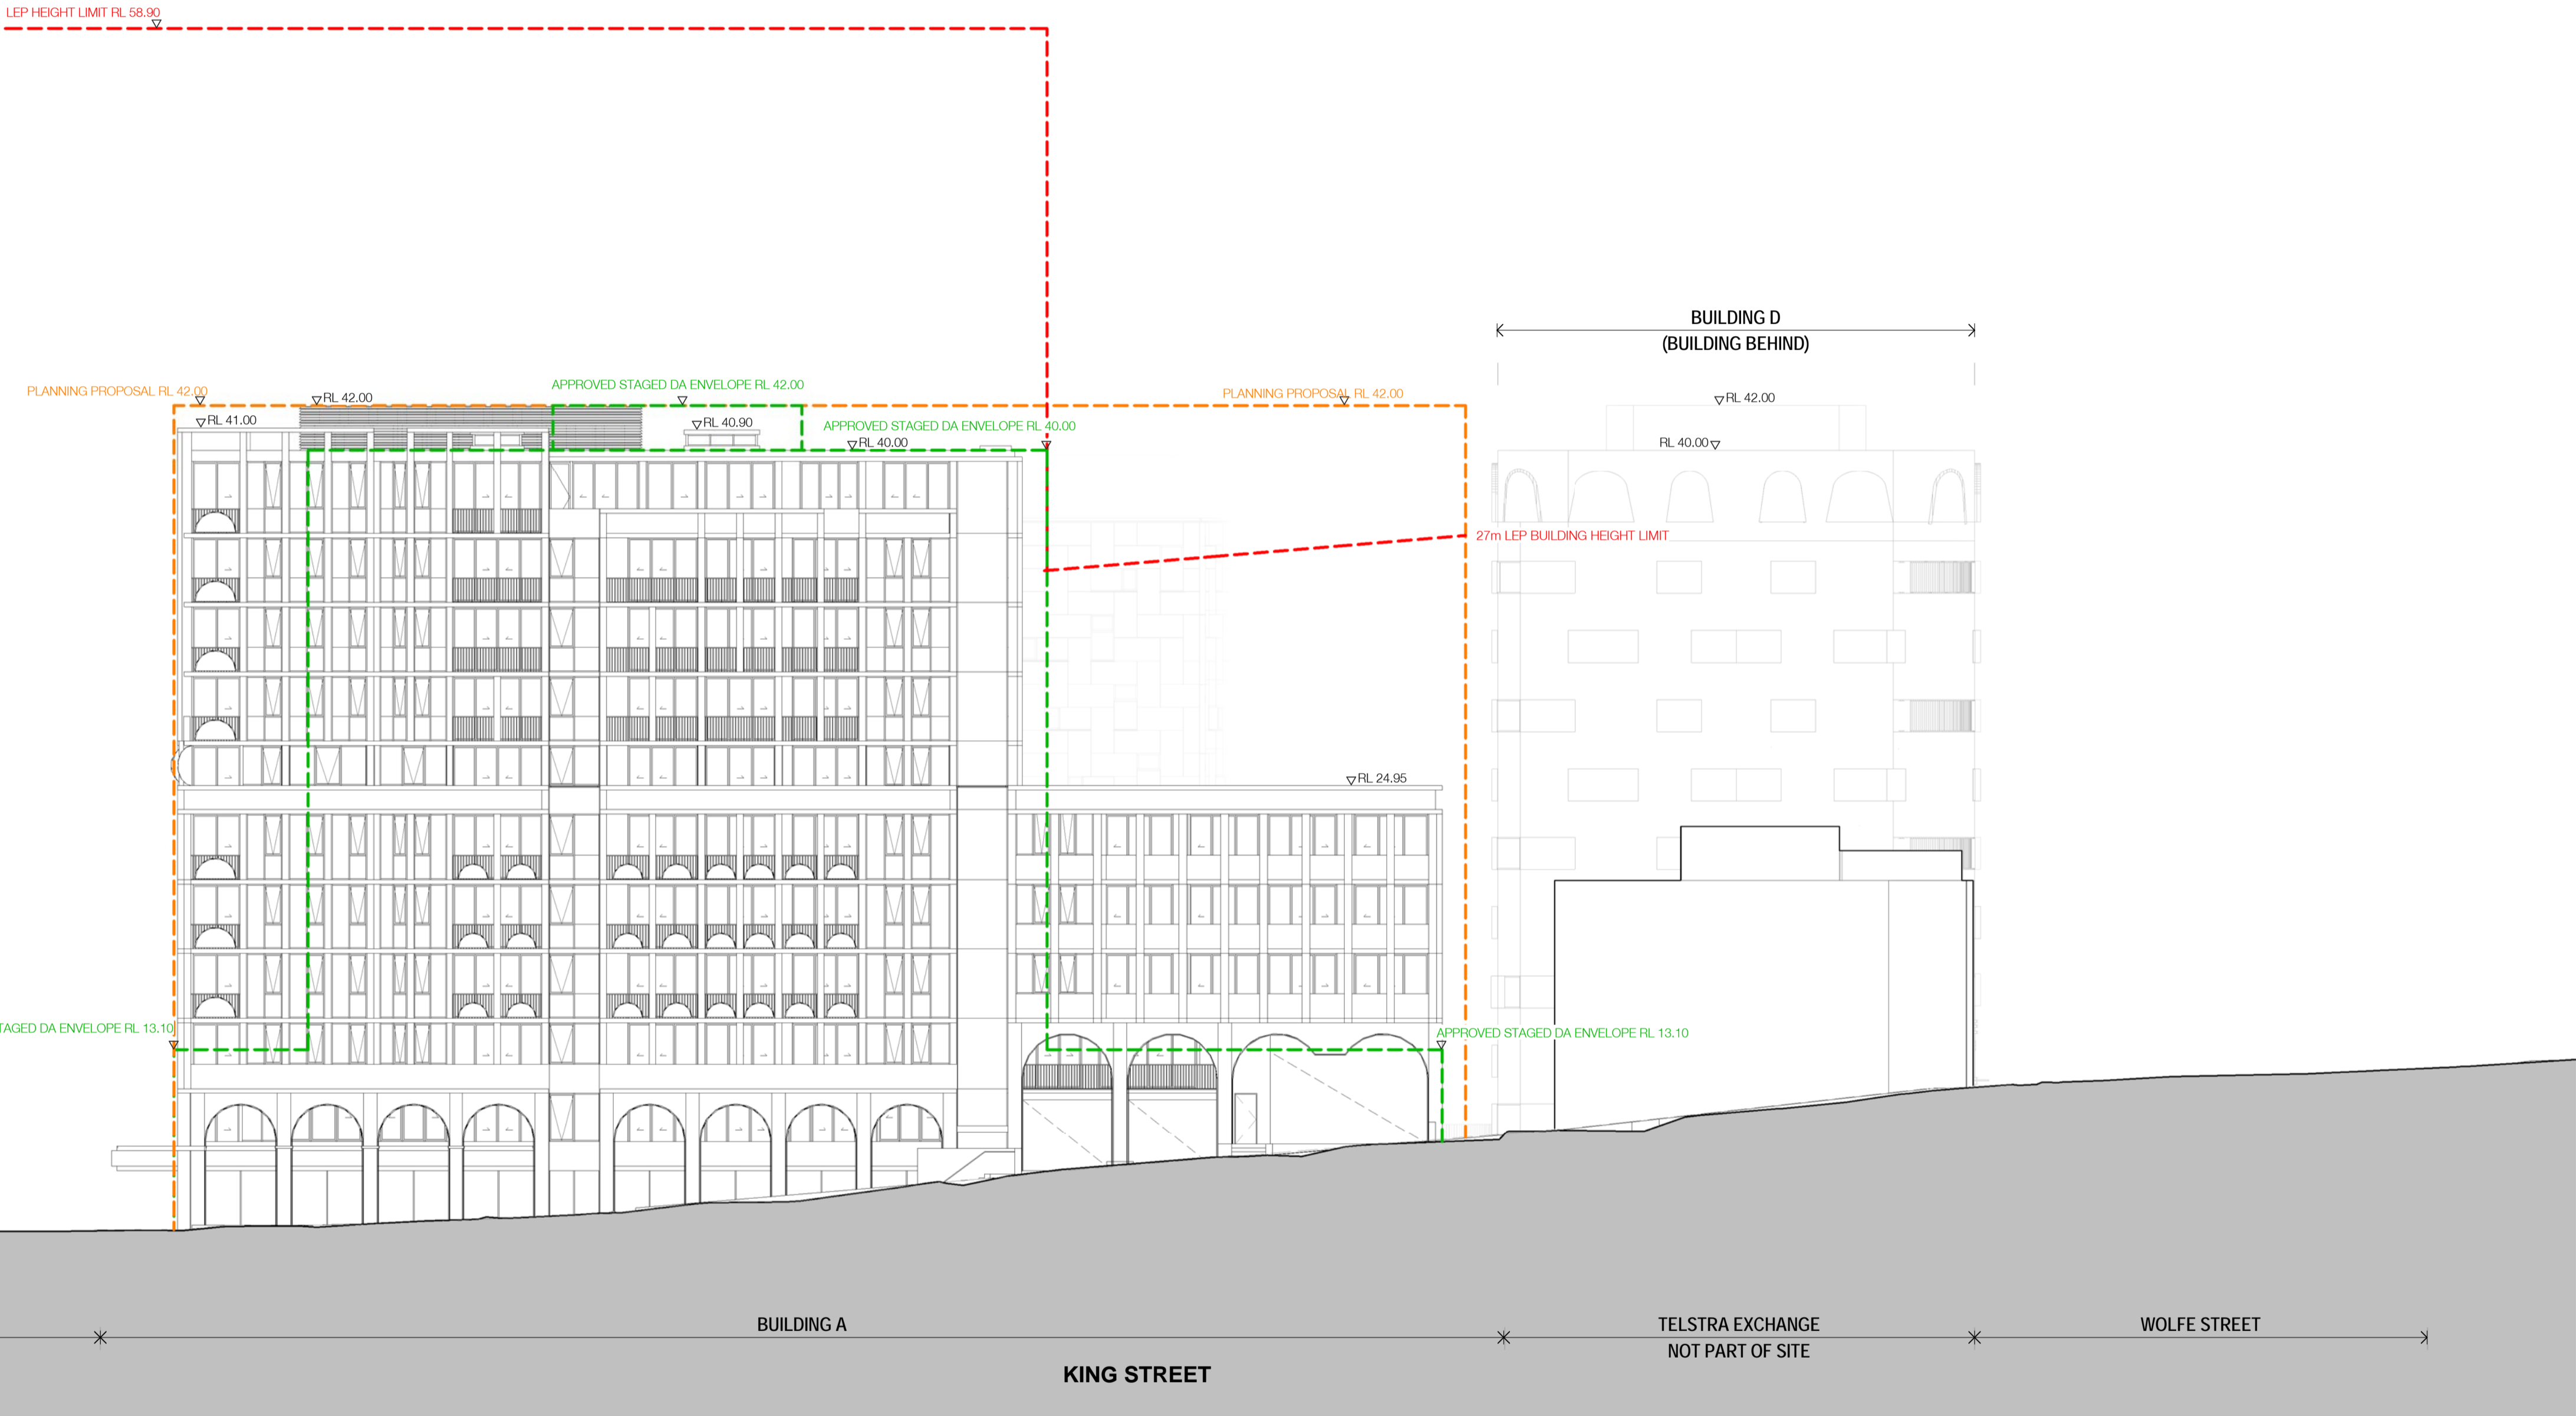 LEP HEIGHT LIMIT RL 58.90
BUILDING D
(BUILDING BEHIND)
PLANNING PROPOSAL RL 42.00
RL 42.00
APPROVED STAGED DA ENVELOPE RL 42.00
PLANNING PROPOSAL RL 42.00
RL 42.00
RL 41.00
RL 40.90
APPROVED STAGED DA ENVELOPE RL 40.00
RL 40.00
RL 40.00
27m LEP BUILDING HEIGHT LIMIT
RL 24.95
TAGED DA ENVELOPE RL 13.10
APPROVED STAGED DA ENVELOPE RL 13.10
BUILDING A
TELSTRA EXCHANGE
NOT PART OF SITE
WOLFE STREET
KING STREET